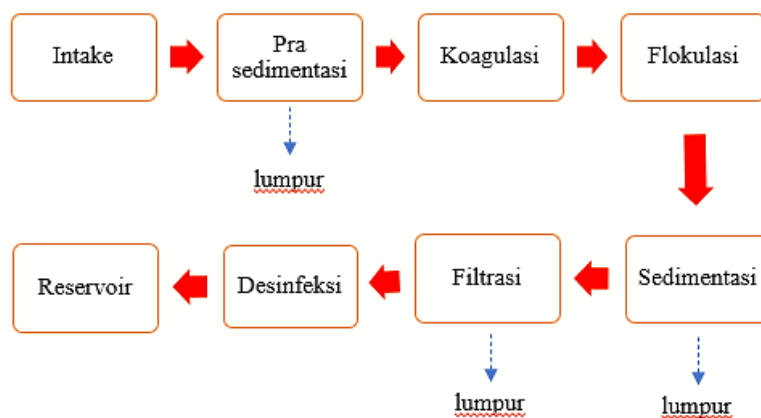 Intake
Pra
sedimentasi
Koagulasi
Flokulasi
lumpur
Reservoir
Desinfeksi
Filtrasi
Sedimentasi
lumpur
lumpur